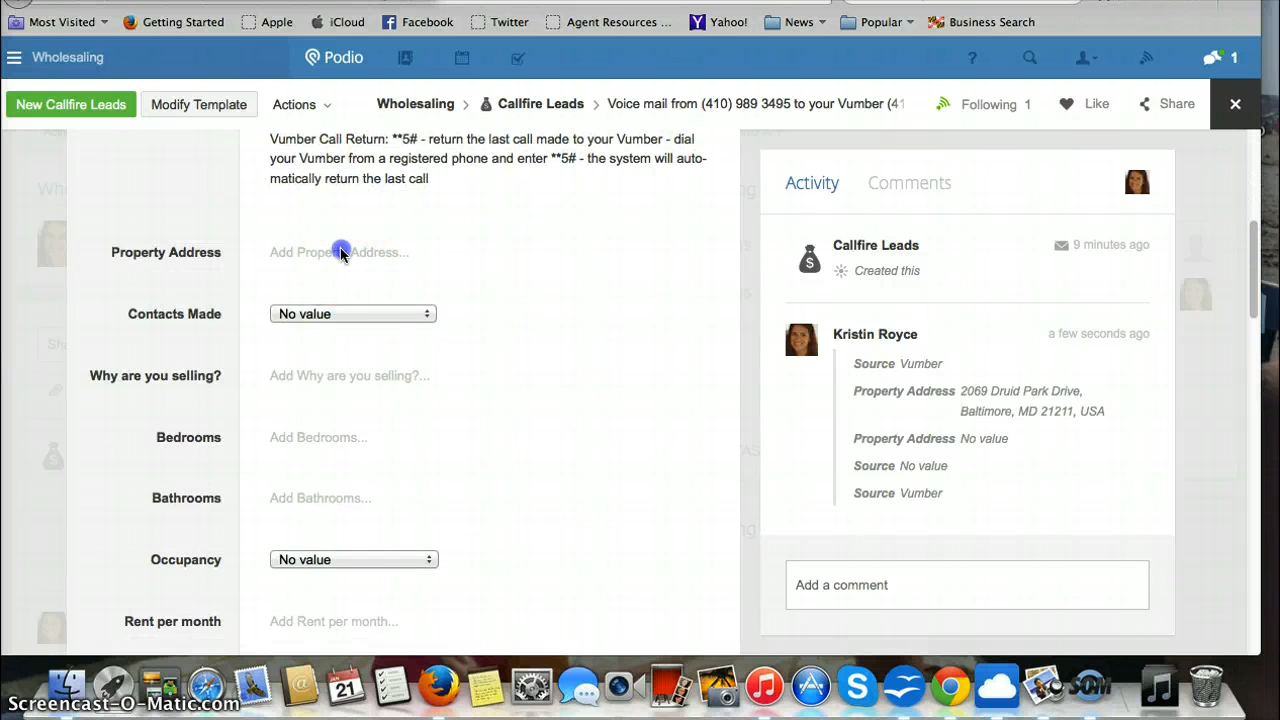 Most Visited
Getting Started
Apple
iCloud
Facebook
Twitter
Agent Resources ...
Yahoo!
News
Popular
Business Search
Wholesaling
Podio
1
New Callfire Leads
Modify Template
Actions
Wholesaling > Callfire Leads > Voice mail from (410) 989 3495 to your Vumber (41
Following 1
Like
Share
Vumber Call Return: **5# - return the last call made to your Vumber - dial
your Vumber from a registered phone and enter **5# - the system will auto-
matically return the last call
Property Address
Add Property Address...
Contacts Made
No value
Why are you selling?
Add Why are you selling?...
Bedrooms
Add Bedrooms...
Bathrooms
Add Bathrooms...
Occupancy
No value
Rent per month
Add Rent per month...
Activity
Comments
Callfire Leads
9 minutes ago
Created this
Kristin Royce
a few seconds ago
Source Vumber
Property Address 2069 Druid Park Drive,
Baltimore, MD 21211, USA
Property Address No value
Source No value
Source Vumber
Add a comment
21
SOM
Screencast-O-Matic.com